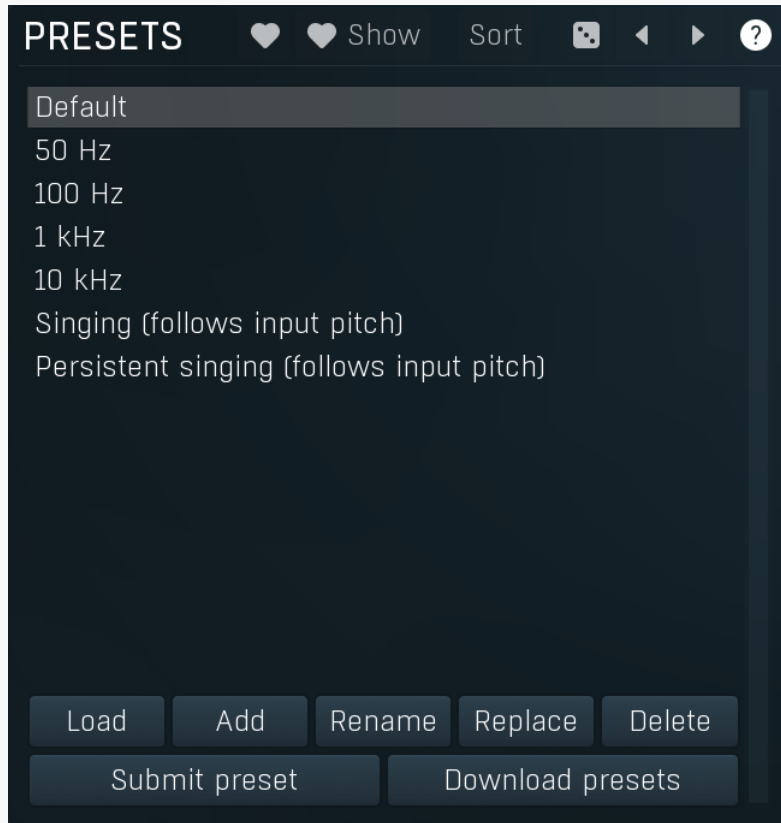 PRESETS Show Sort ?
Default
50 Hz
100 Hz
1 kHz
10 kHz
Singing (follows input pitch)
Persistent singing (follows input pitch)
Load Add Rename Replace Delete
Submit preset Download presets